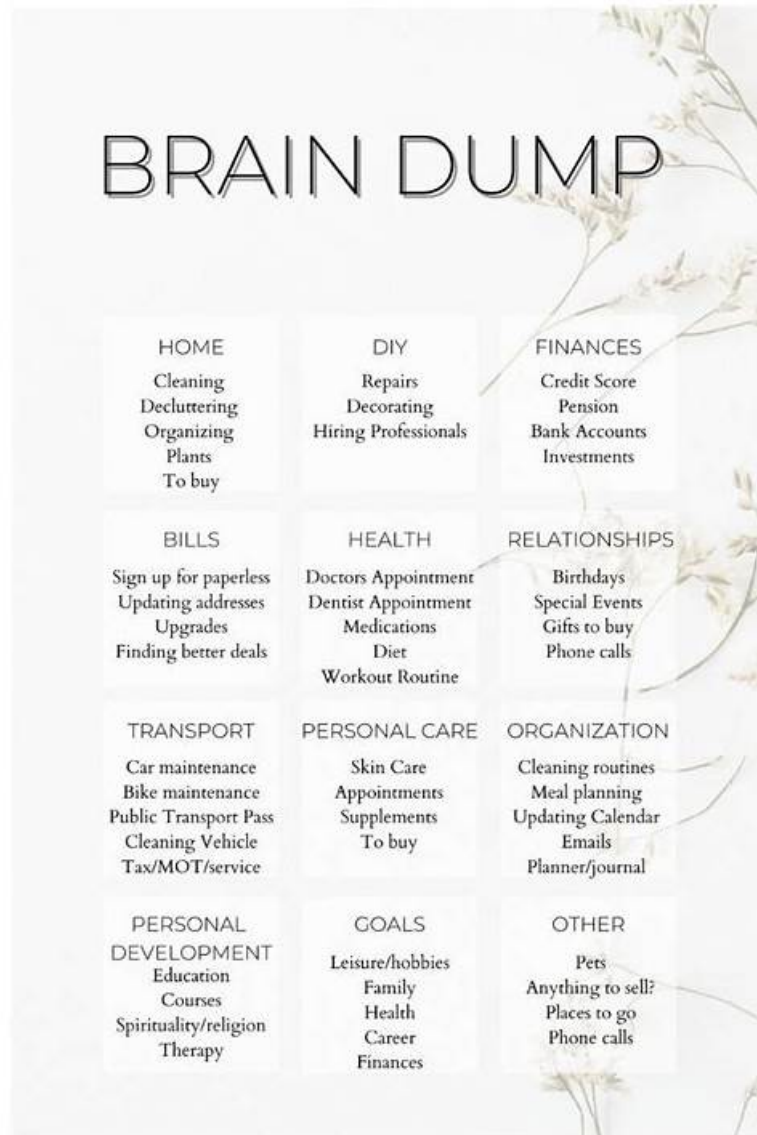 BRAIN DUMP
HOME
Cleaning
Decluttering
Organizing
Plants
To buy
DIY
Repairs
Decorating
Hiring Professionals
FINANCES
Credit Score
Pension
Bank Accounts
Investments
BILLS
Sign up for paperless
Updating addresses
Upgrades
Finding better deals
HEALTH
Doctors Appointment
Dentist Appointment
Medications
Diet
Workout Routine
RELATIONSHIPS
Birthdays
Special Events
Gifts to buy
Phone calls
TRANSPORT
Car maintenance
Bike maintenance
Public Transport Pass
Cleaning Vehicle
Tax/MOT/service
PERSONAL CARE
Skin Care
Appointments
Supplements
To buy
ORGANIZATION
Cleaning routines
Meal planning
Updating Calendar
Emails
Planner/journal
PERSONAL
DEVELOPMENT
Education
Courses
Spirituality/religion
Therapy
GOALS
Leisure/hobbies
Family
Health
Career
Finances
OTHER
Pets
Anything to sell?
Places to go
Phone calls